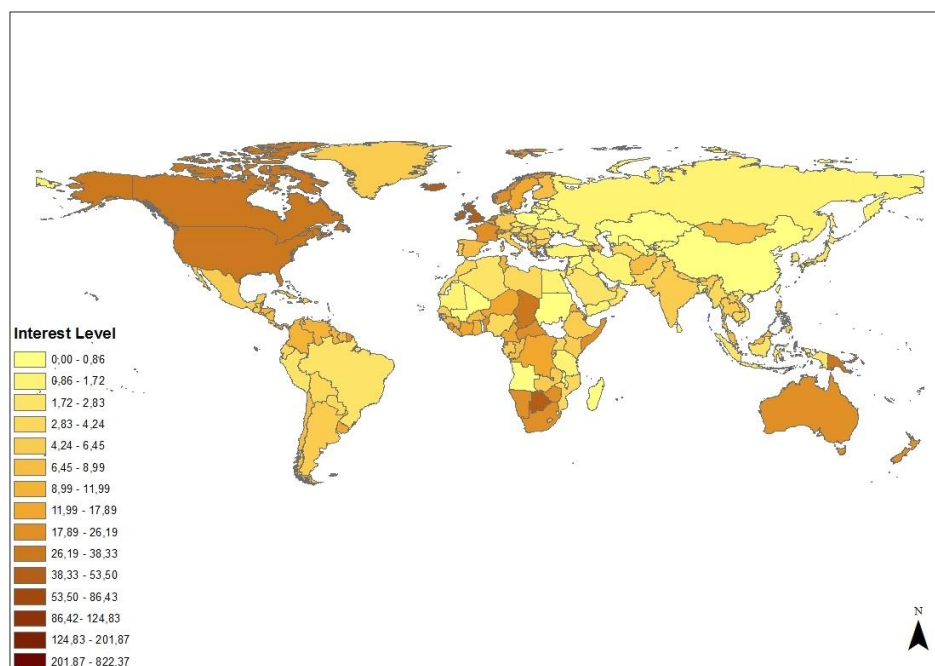 Interest Level
0,00 - 0,86
0,86 - 1,72
1,72 - 2,83
2,83 - 4,24
4,24 - 6,45
6,45 - 8,99
8,99 - 11,99
11,99 - 17,89
17,89 - 26,19
26,19 - 38,33
38,33 - 53,50
53,50 - 86,43
86,42 - 124,83
124,83 - 201,87
201,87 - 822,37
N